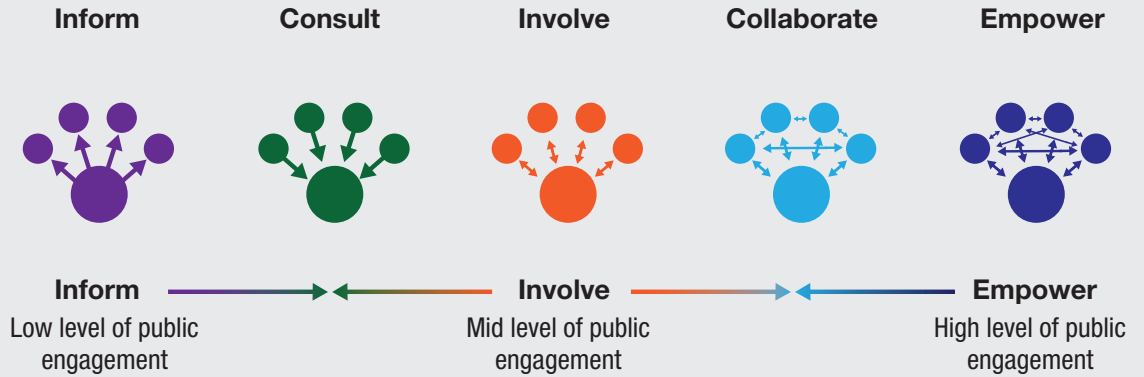 Inform
Consult
Involve
Collaborate
Empower
Inform
Involve
Empower
Low level of public
engagement
Mid level of public
engagement
High level of public
engagement